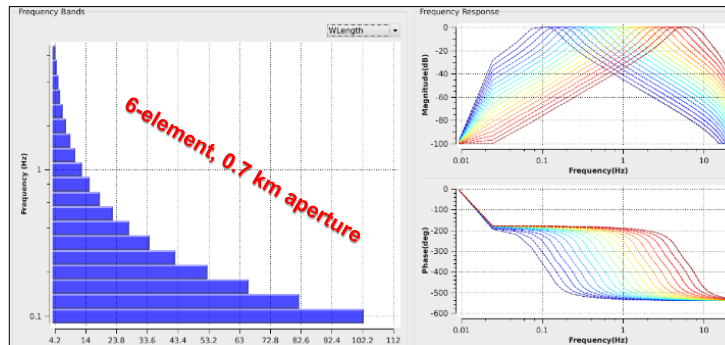 Frequency Bands
WLength
6-element, 0.7 km aperture
Frequency (Hz)
1
0.1
4.2 14 23.8 33.6 43.4 53.2 63 72.8 82.6 92.4 102.2 112
Frequency Response
Magnitude(dB)
0
-20
-40
-60
-80
-100
0.01 0.1 1 10
Frequency(Hz)
Phase(deg)
0
-100
-200
-300
-400
-500
-600
0.01 0.1 1 10
Frequency(Hz)